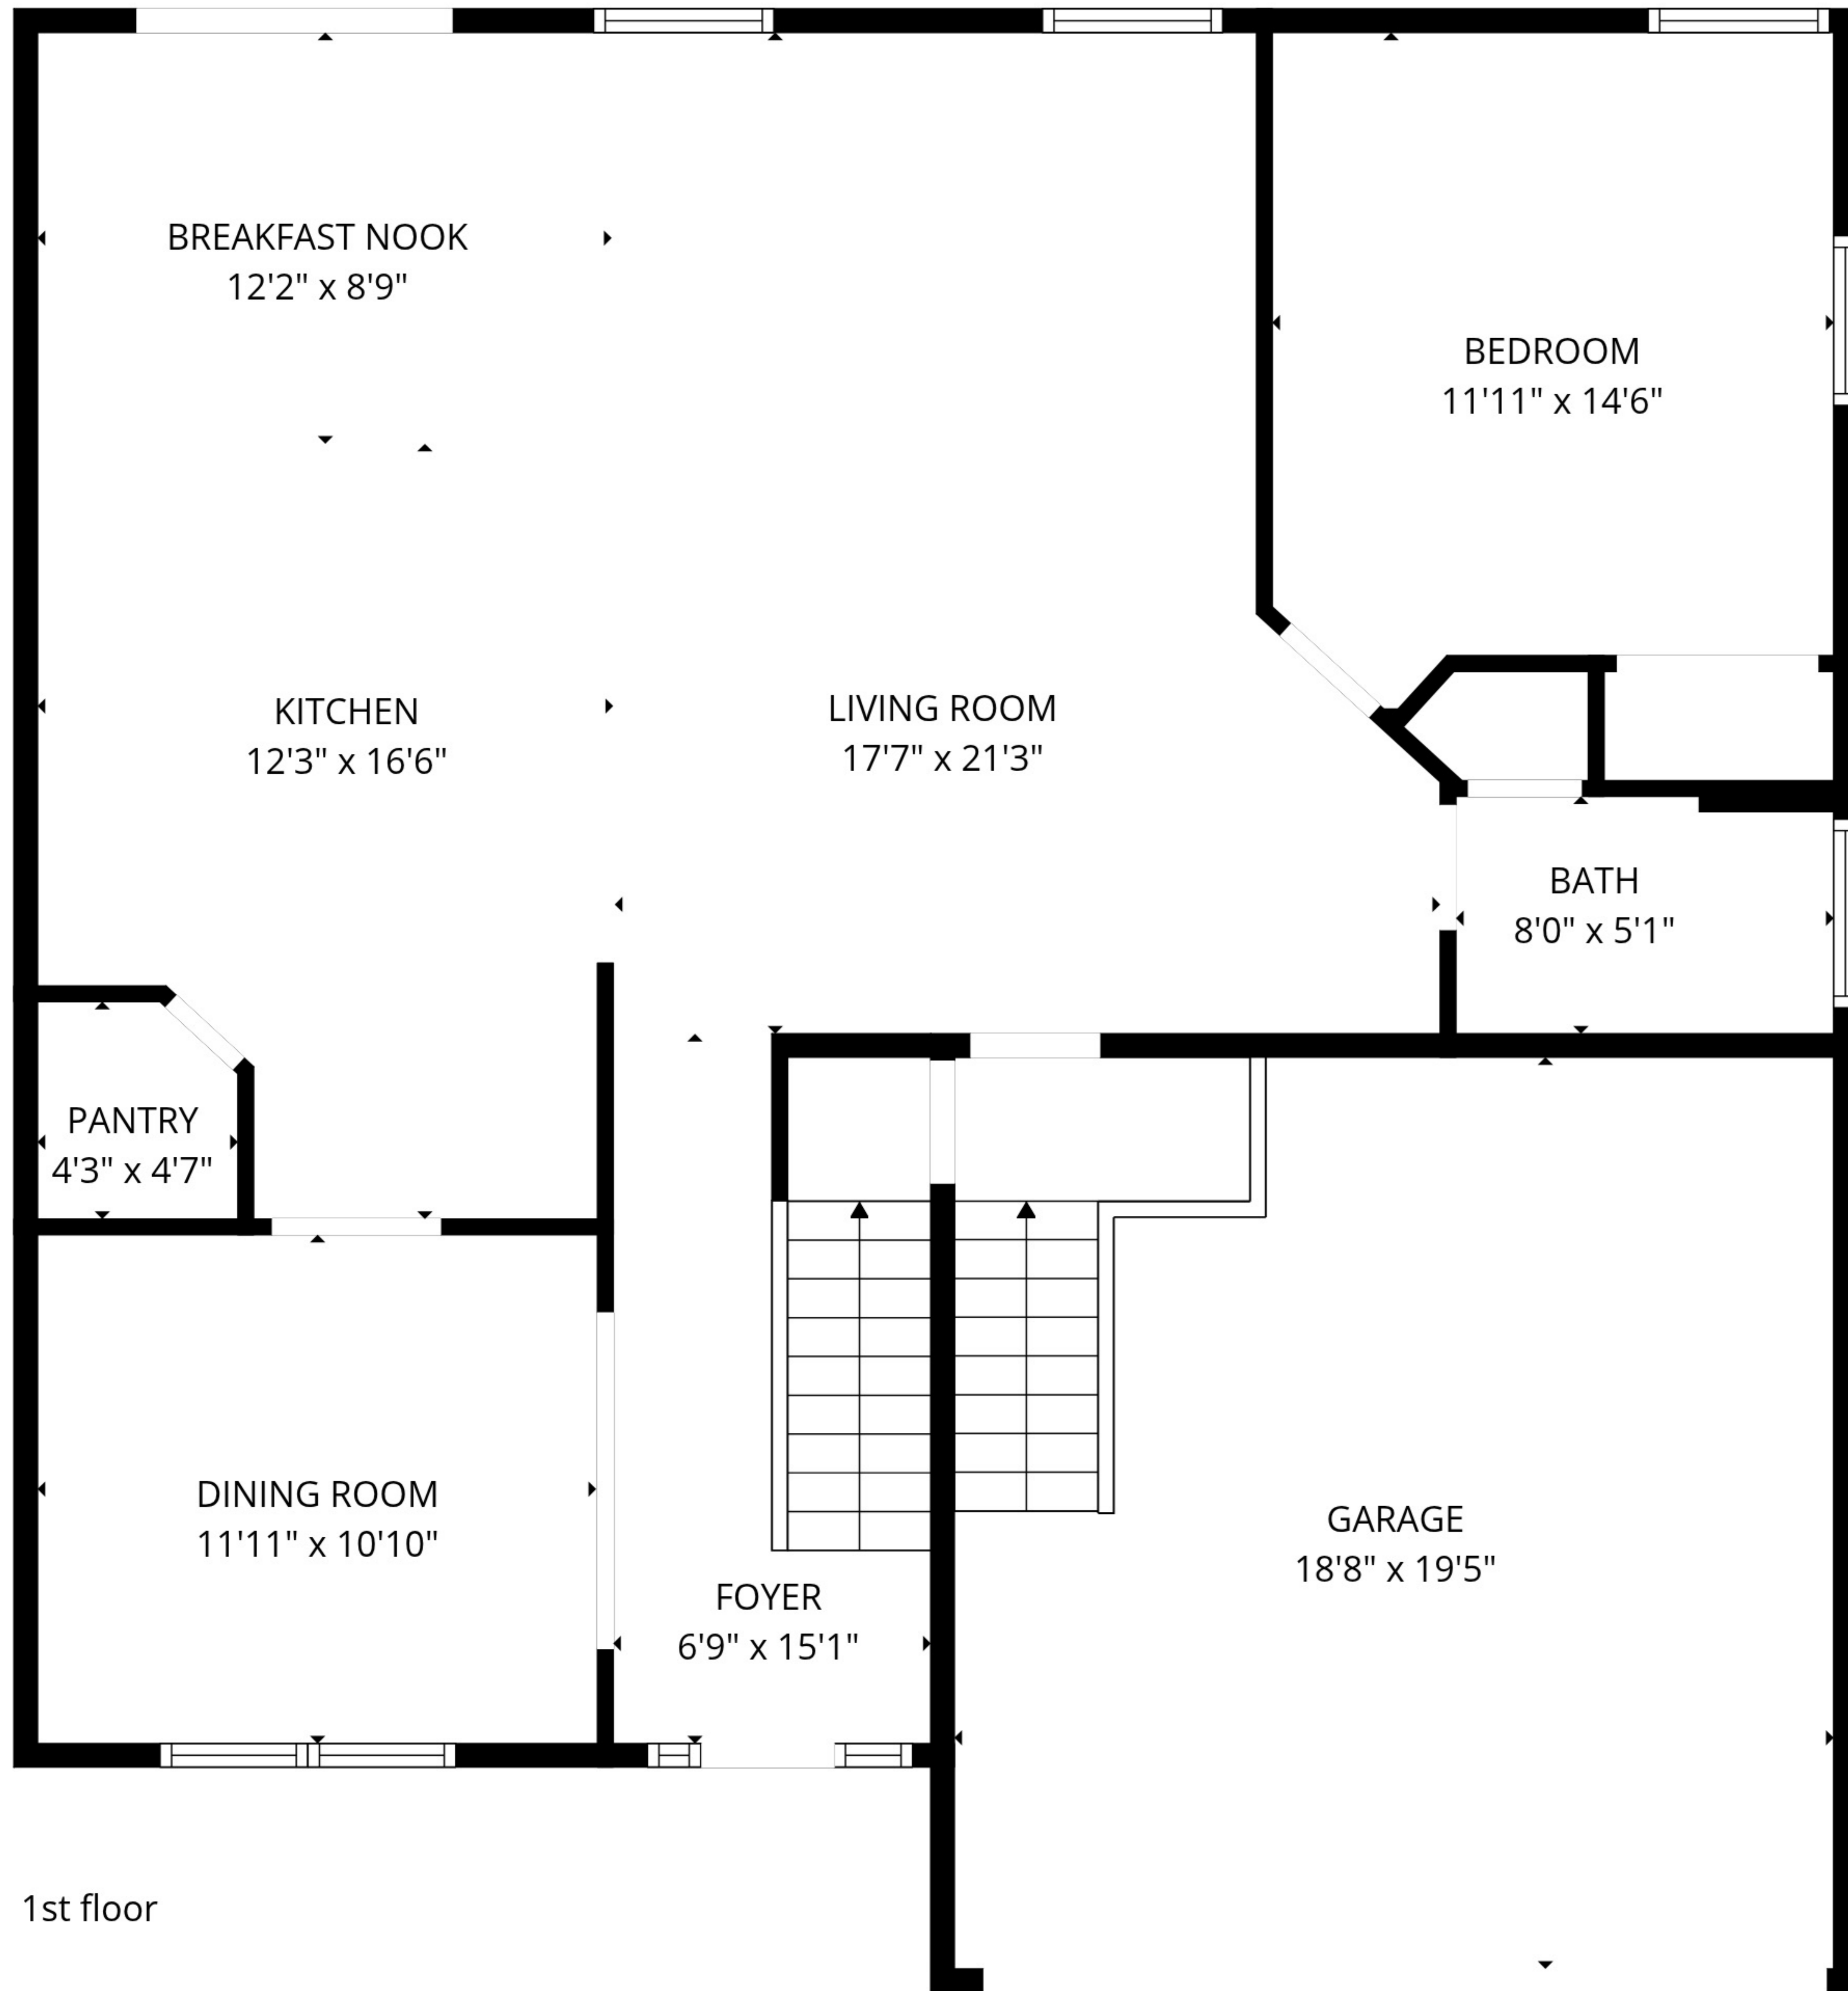 BREAKFAST NOOK
12'2" x 8'9"
BEDROOM
11'11" x 14'6"
KITCHEN
12'3" x 16'6"
LIVING ROOM
17'7" x 21'3"
BATH
8'0" x 5'1"
PANTRY
4'3" x 4'7"
DINING ROOM
11'11" x 10'10"
FOYER
6'9" x 15'1"
GARAGE
18'8" x 19'5"
1st floor